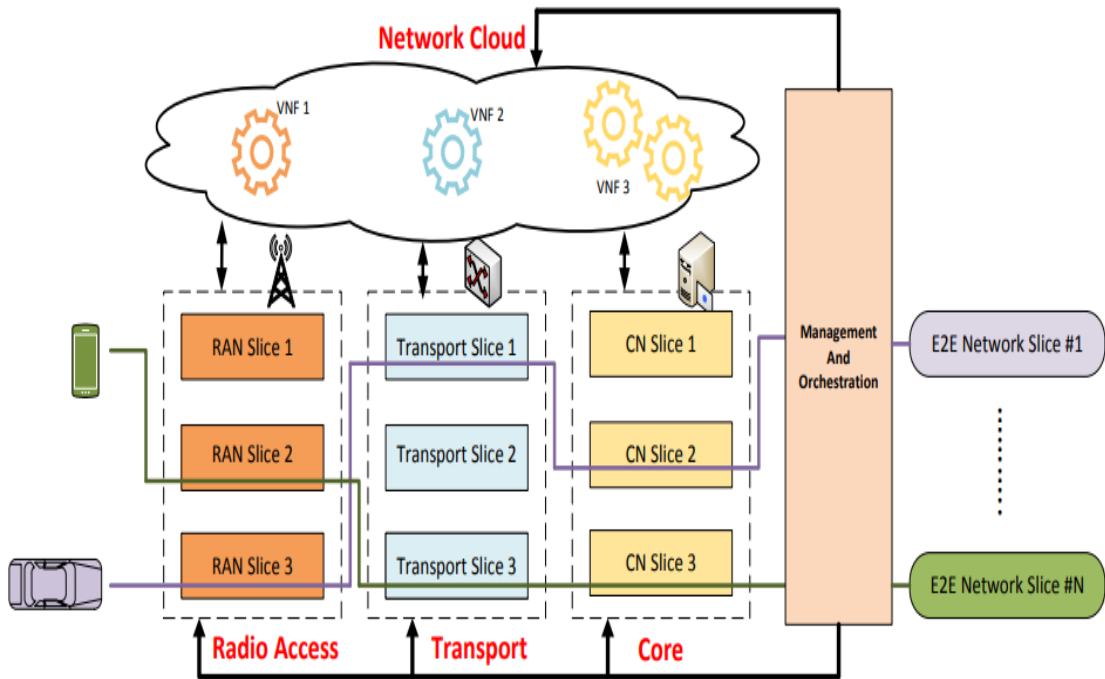 Network Cloud
VNF 1
VNF 2
VNF 3
RAN Slice 1
Transport Slice 1
CN Slice 1
Management
And
Orchestration
E2E Network Slice #1
RAN Slice 2
Transport Slice 2
CN Slice 2
RAN Slice 3
Transport Slice 3
CN Slice 3
E2E Network Slice #N
Radio Access
Transport
Core